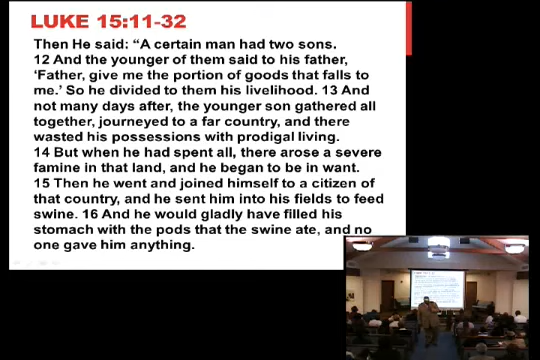 LUKE 15:11-32
Then He said: “A certain man had two sons.
12 And the younger of them said to his father,
‘Father, give me the portion of goods that falls to
me.’ So he divided to them his livelihood. 13 And
not many days after, the younger son gathered all
together, journeyed to a far country, and there
wasted his possessions with prodigal living.
14 But when he had spent all, there arose a severe
famine in that land, and he began to be in want.
15 Then he went and joined himself to a citizen of
that country, and he sent him into his fields to feed
swine. 16 And he would gladly have filled his
stomach with the pods that the swine ate, and no
one gave him anything.